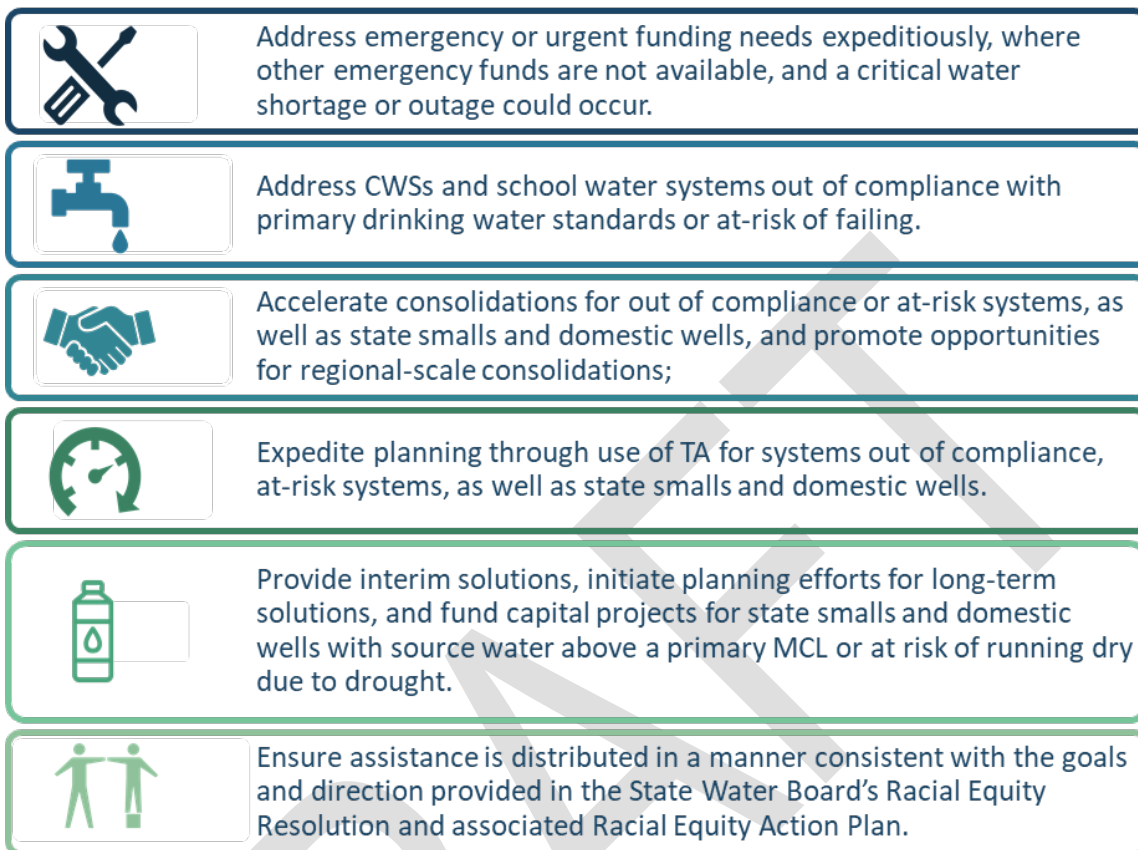 Address emergency or urgent funding needs expeditiously, where
other emergency funds are not available, and a critical water
shortage or outage could occur.
Address CWSs and school water systems out of compliance with
primary drinking water standards or at-risk of failing.
Accelerate consolidations for out of compliance or at-risk systems, as
well as state smalls and domestic wells, and promote opportunities
for regional-scale consolidations;
Expedite planning through use of TA for systems out of compliance,
at-risk systems, as well as state smalls and domestic wells.
Provide interim solutions, initiate planning efforts for long-term
solutions, and fund capital projects for state smalls and domestic
wells with source water above a primary MCL or at risk of running dry
due to drought.
Ensure assistance is distributed in a manner consistent with the goals
and direction provided in the State Water Board’s Racial Equity
Resolution and associated Racial Equity Action Plan.
DRAFT